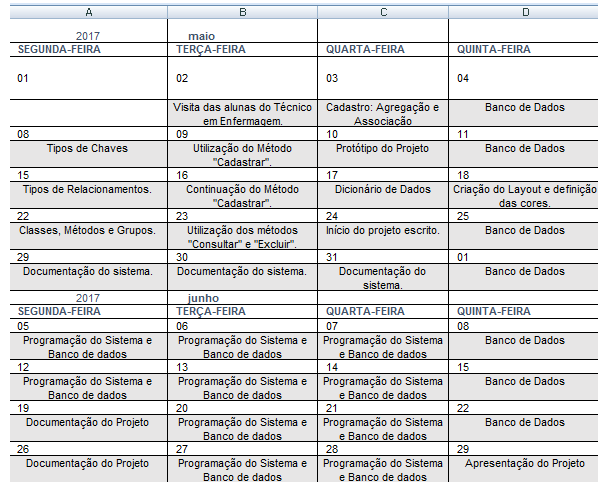 A B C D
2017 maio
SEGUNDA-FEIRA TERÇA-FEIRA QUARTA-FEIRA QUINTA-FEIRA
01 02 03 04
Visita das alunas do Técnico Cadastro: Agregação e Banco de Dados
em Enfermagem. Associação
08 09 10 11
Tipos de Chaves Utilização do Método Protótipo do Projeto Banco de Dados
"Cadastrar".
15 16 17 18
Tipos de Relacionamentos. Continuação do Método Dicionário de Dados Criação do Layout e definição
"Cadastrar". das cores.
22 23 24 25
Classes, Métodos e Grupos. Utilização dos métodos Início do projeto escrito. Banco de Dados
"Consultar" e "Excluir".
29 30 31 01
Documentação do sistema. Documentação do sistema. Documentação do Banco de Dados
sistema.
2017 junho
SEGUNDA-FEIRA TERÇA-FEIRA QUARTA-FEIRA QUINTA-FEIRA
05 06 07 08
Programação do Sistema e Programação do Sistema e Programação do Sistema Banco de Dados
Banco de dados Banco de dados e Banco de dados
12 13 14 15
Programação do Sistema e Programação do Sistema e Programação do Sistema Banco de Dados
Banco de dados Banco de dados e Banco de dados
19 20 21 22
Documentação do Projeto Programação do Sistema e Programação do Sistema Banco de Dados
Banco de dados e Banco de dados
26 27 28 29
Documentação do Projeto Programação do Sistema e Programação do Sistema Apresentação do Projeto
Banco de dados e Banco de dados